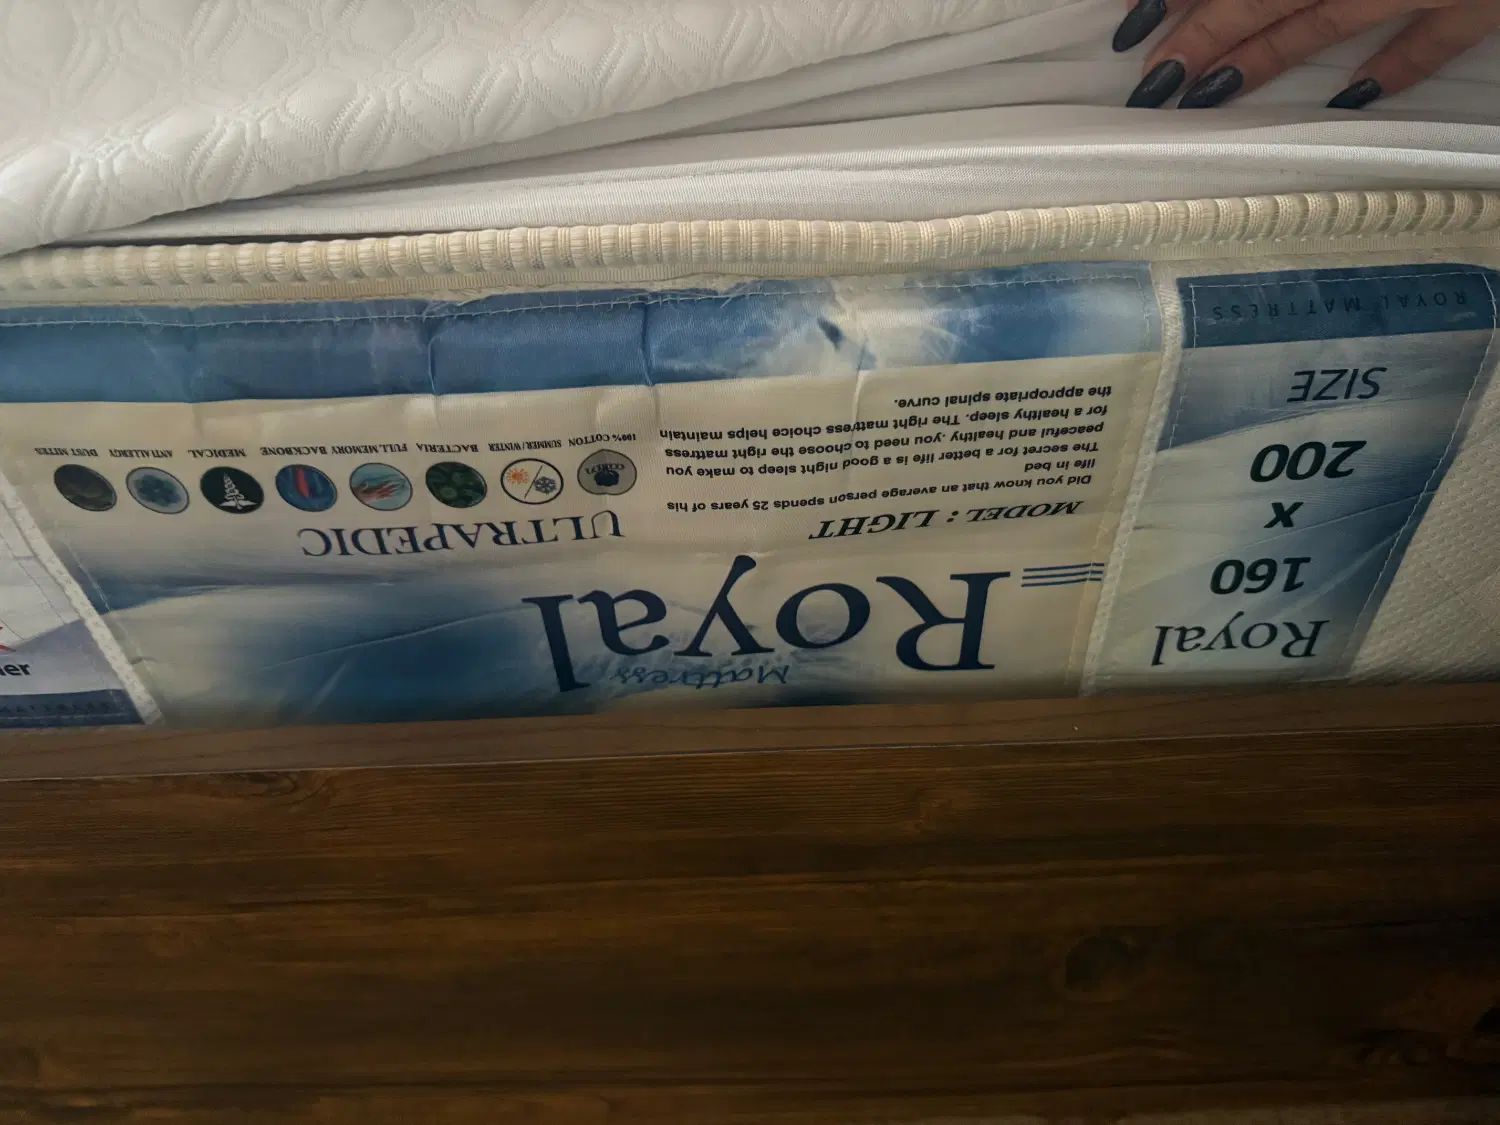 Mattress
Royal
MODEL : LIGHT
Did you know that an average person spends 25 years of his
life in bed
The secret for a better life is a good night sleep to make you
peaceful and healthy .you need to choose the right mattress
for a healthy sleep. The right mattress choice helps maintain
the appropriate spinal curve.
ULTRAPEDIC
100% COTTON
SUMMER/WINTER
BACTERIA
FULL MEMORY
BACKBONE
MEDICAL
ANTI ALLERGY
DUST MITES
Royal
160
x
200
SIZE
ROYAL MATTRESS
MATTRESS